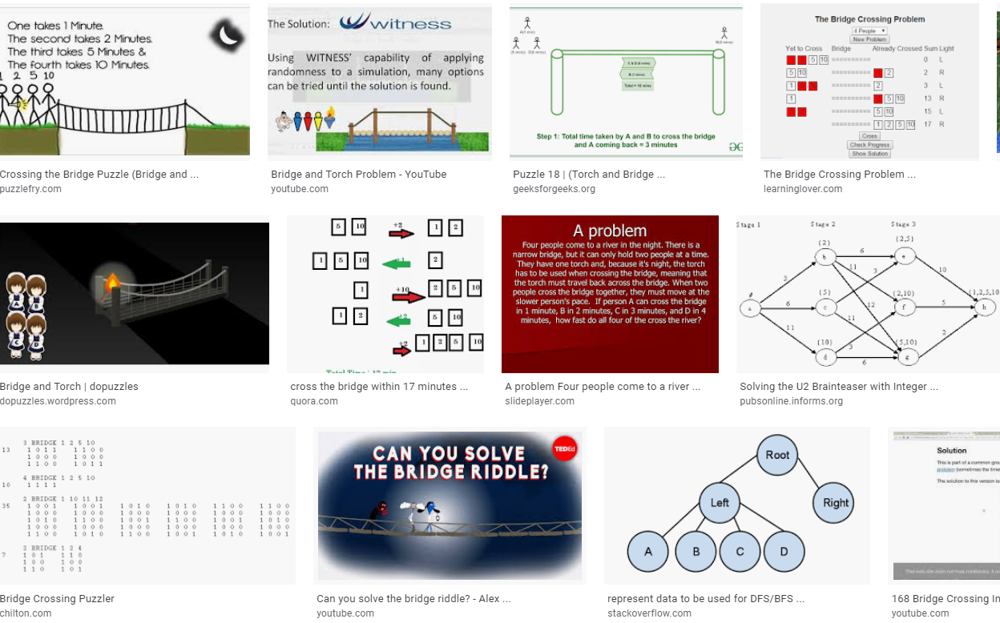 One takes 1 Minute.
The second takes 2 Minutes.
The third takes 5 Minutes &
The fourth takes 10 Minutes.
1 2 5 10
Crossing the Bridge Puzzle (Bridge and ...
puzzlefry.com
The Solution: witness
Using WITNESS' capability of applying
randomness to a simulation, many options
can be tried until the solution is found.
Bridge and Torch Problem - YouTube
youtube.com
A(1 mins)
B(2 mins)
Total = 10 mins
Step 1: Total time taken by A and B to cross the bridge
and A coming back = 3 minutes
Puzzle 18 | (Torch and Bridge ...
geeksforgeeks.org
The Bridge Crossing Problem
4 People
New Problem
Yet to Cross Bridge Already Crossed Sum Light
5 10 ========== 0 L
5 10 ========== 2 2 R
1 ========== 2 3 L
1 ========== 5 10 13 R
========== 5 10 15 L
========== 1 2 5 10 17 R
Cross
Check Progress
Show Solution
The Bridge Crossing Problem ...
learninglover.com
A B
C D
Bridge and Torch | dopuzzles
dopuzzles.wordpress.com
5 10 +2 1 2
1 5 10 2
1 +10 2 5 10
1 2 +2 5 10
+2 1 2 5 10
Total Time : 17 min
cross the bridge within 17 minutes ...
quora.com
A problem
Four people come to a river in the night. There is a
narrow bridge, but it can only hold two people at a time.
They have one torch and, because it's night, the torch
has to be used when crossing the bridge, meaning that
the torch must travel back across the bridge. When two
people cross the bridge together, they must move at the
slower person's pace. If person A can cross the bridge
in 1 minute, B in 2 minutes, C in 3 minutes, and D in 4
minutes, how fast do all four of the cross the river?
A problem Four people come to a river ...
slideplayer.com
Stage 1 Stage 2 Stage 3
{2} {2,5}
b 6 e
3 11 3 10
{5} {2,10} {1,2,5,10
a 6 c 12 f 5 h
11 11 2
{10} {5,10}
d 3 6 g
Solving the U2 Brainteaser with Integer ...
pubsonline.informs.org
3 BRIDGE 1 2 5 10
13 1 0 1 1 1 1 0 0
1 0 0 0 1 0 0 0
1 1 0 0 1 0 1 1
4 BRIDGE 1 2 5 10
10 1 1 1 1
2 BRIDGE 1 10 11 12
35 1 0 0 1 1 0 0 1 1 0 1 0 1 0 1 0 1 1 0 0 1 1 0 0
1 0 0 0 1 0 0 0 1 0 0 0 1 0 0 0 1 0 0 0 1 0 0 0
1 0 1 0 1 1 0 0 1 0 0 1 1 1 0 0 1 0 0 1 1 0 1 0
1 0 0 0 1 0 0 0 1 0 0 0 1 0 0 0 1 0 0 0 1 0 0 0
1 1 0 0 1 0 1 0 1 1 0 0 1 0 0 1 1 0 1 0 1 0 0 1
2 BRIDGE 1 2 4
7 1 0 1 1 1 0
1 0 0 1 0 0
1 1 0 1 0 1
Bridge Crossing Puzzler
chilton.com
CAN YOU SOLVE
THE BRIDGE RIDDLE?
TEDEd
Can you solve the bridge riddle? - Alex ...
youtube.com
Root
Left Right
A B C D
represent data to be used for DFS/BFS ...
stackoverflow.com
Solution
This is part of a common
problem (sometimes the
The solution to this version
168 Bridge Crossing In
youtube.com